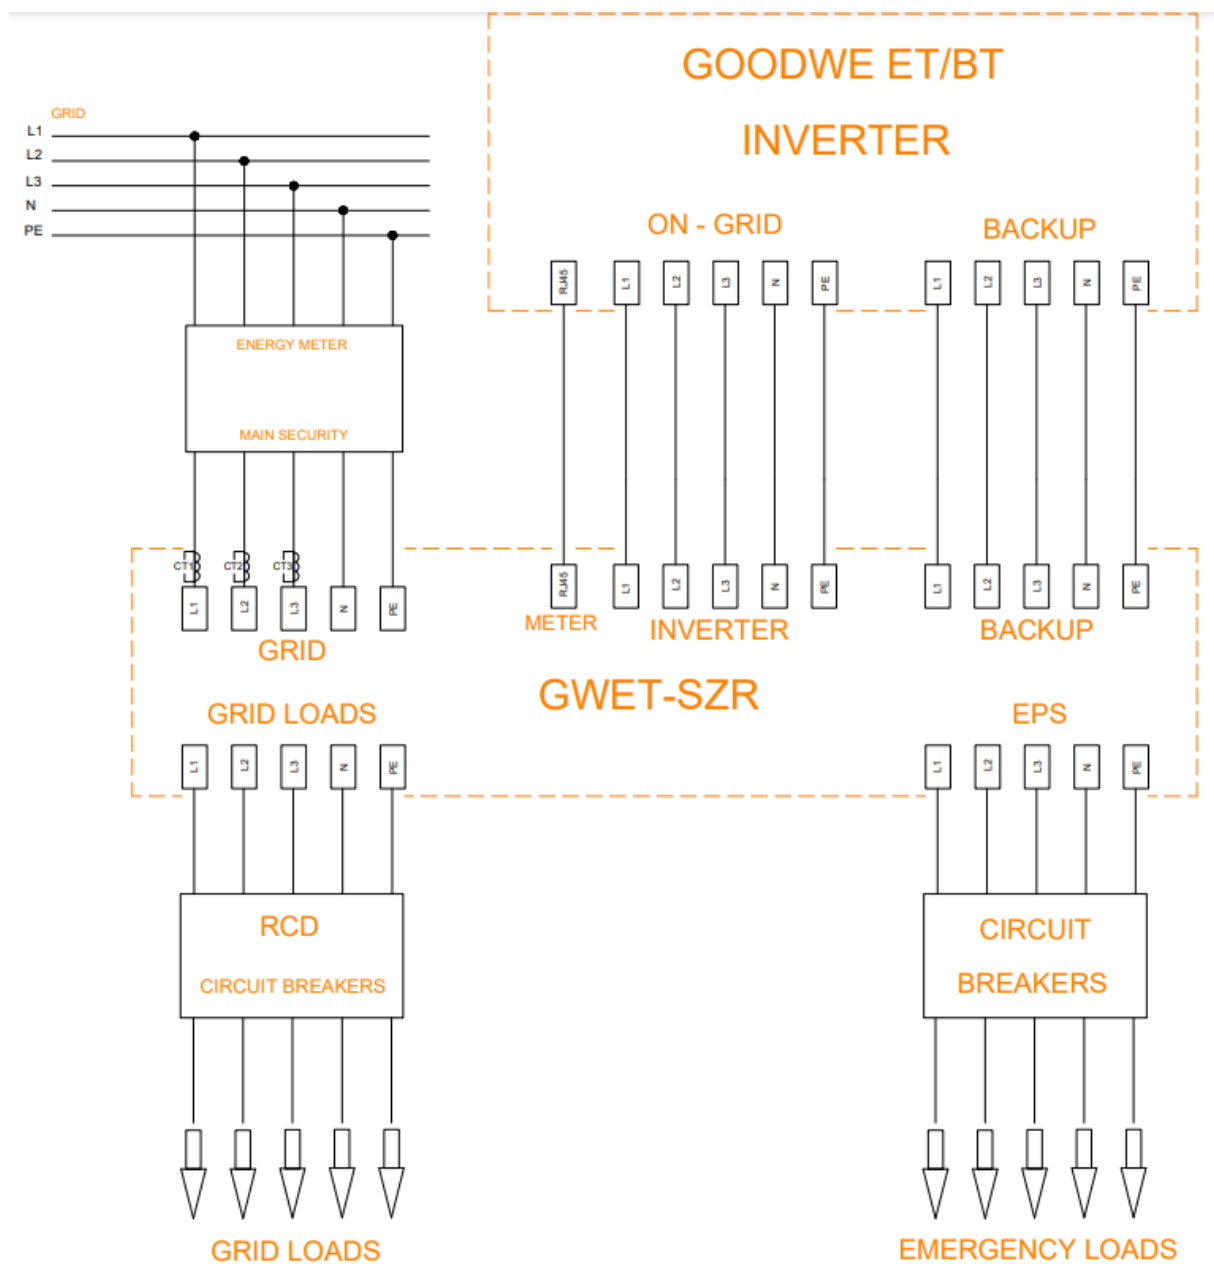 GOODWE ET/BT
INVERTER
GRID
L1
L2
L3
N
PE
ON - GRID
BACKUP
RJ45 L1 L2 L3 N PE
L1 L2 L3 N PE
ENERGY METER
MAIN SECURITY
CT1 CT2 CT3
L1 L2 L3 N PE
GRID
RJ45 L1 L2 L3 N PE
METER
INVERTER
L1 L2 L3 N PE
BACKUP
GWET-SZR
GRID LOADS
L1 L2 L3 N PE
EPS
L1 L2 L3 N PE
RCD
CIRCUIT BREAKERS
CIRCUIT
BREAKERS
GRID LOADS
EMERGENCY LOADS